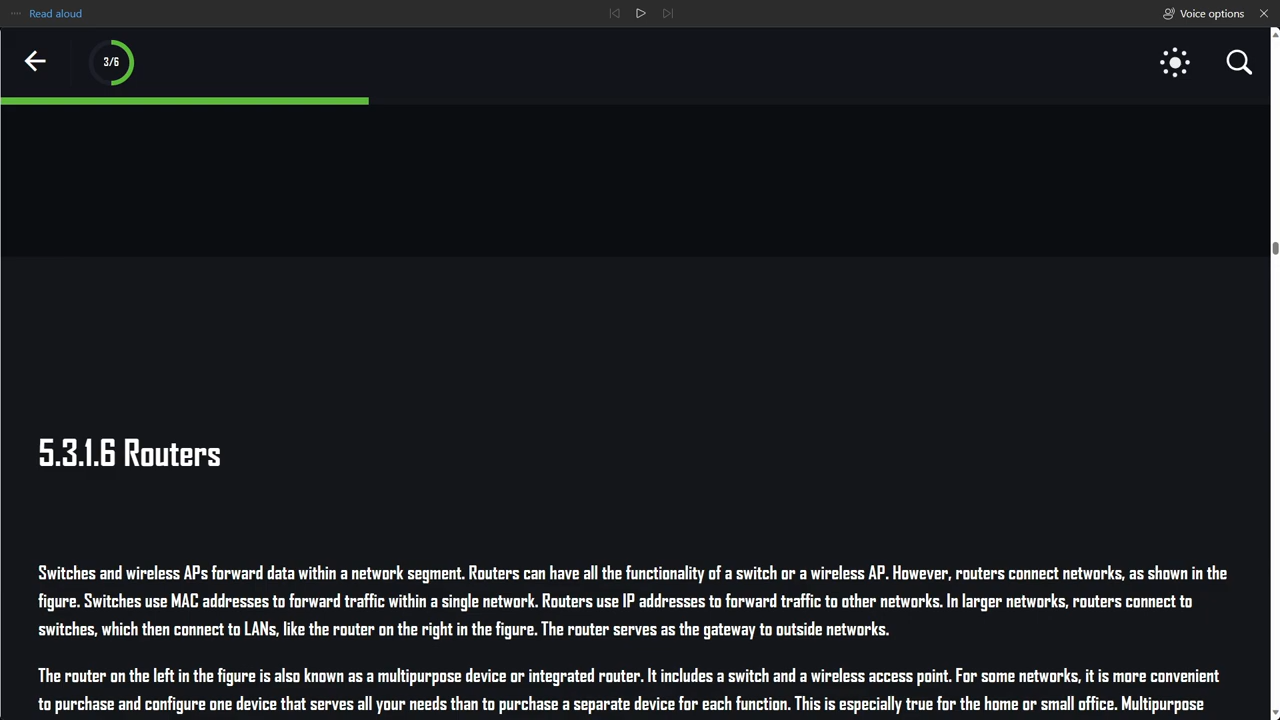 Read aloud
Voice options
3/6
5.3.1.6 Routers
Switches and wireless APs forward data within a network segment. Routers can have all the functionality of a switch or a wireless AP. However, routers connect networks, as shown in the
figure. Switches use MAC addresses to forward traffic within a single network. Routers use IP addresses to forward traffic to other networks. In larger networks, routers connect to
switches, which then connect to LANs, like the router on the right in the figure. The router serves as the gateway to outside networks.
The router on the left in the figure is also known as a multipurpose device or integrated router. It includes a switch and a wireless access point. For some networks, it is more convenient
to purchase and configure one device that serves all your needs than to purchase a separate device for each function. This is especially true for the home or small office. Multipurpose